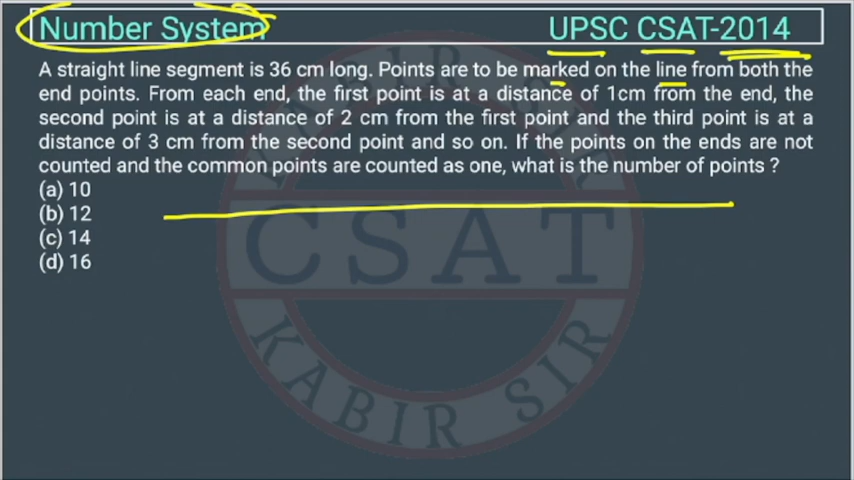 Number System
UPSC CSAT-2014
A straight line segment is 36 cm long. Points are to be marked on the line from both the
end points. From each end, the first point is at a distance of 1cm from the end, the
second point is at a distance of 2 cm from the first point and the third point is at a
distance of 3 cm from the second point and so on. If the points on the ends are not
counted and the common points are counted as one, what is the number of points ?
(a) 10
(b) 12
(c) 14
(d) 16
KABIR SIR
CSAT
KABIR SIR